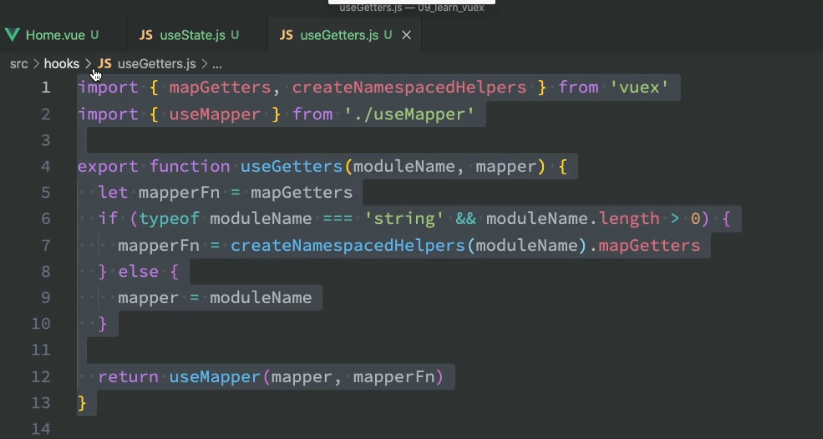 useGetters.js — 09_learn_vuex
Home.vue U
JS useState.js U
JS useGetters.js U ×
src > hooks > JS useGetters.js > ...
1 import { mapGetters, createNamespacedHelpers } from 'vuex'
2 import { useMapper } from './useMapper'
3
4 export function useGetters(moduleName, mapper) {
5   let mapperFn = mapGetters
6   if (typeof moduleName === 'string' && moduleName.length > 0) {
7     mapperFn = createNamespacedHelpers(moduleName).mapGetters
8   } else {
9     mapper = moduleName
10   }
11
12   return useMapper(mapper, mapperFn)
13 }
14